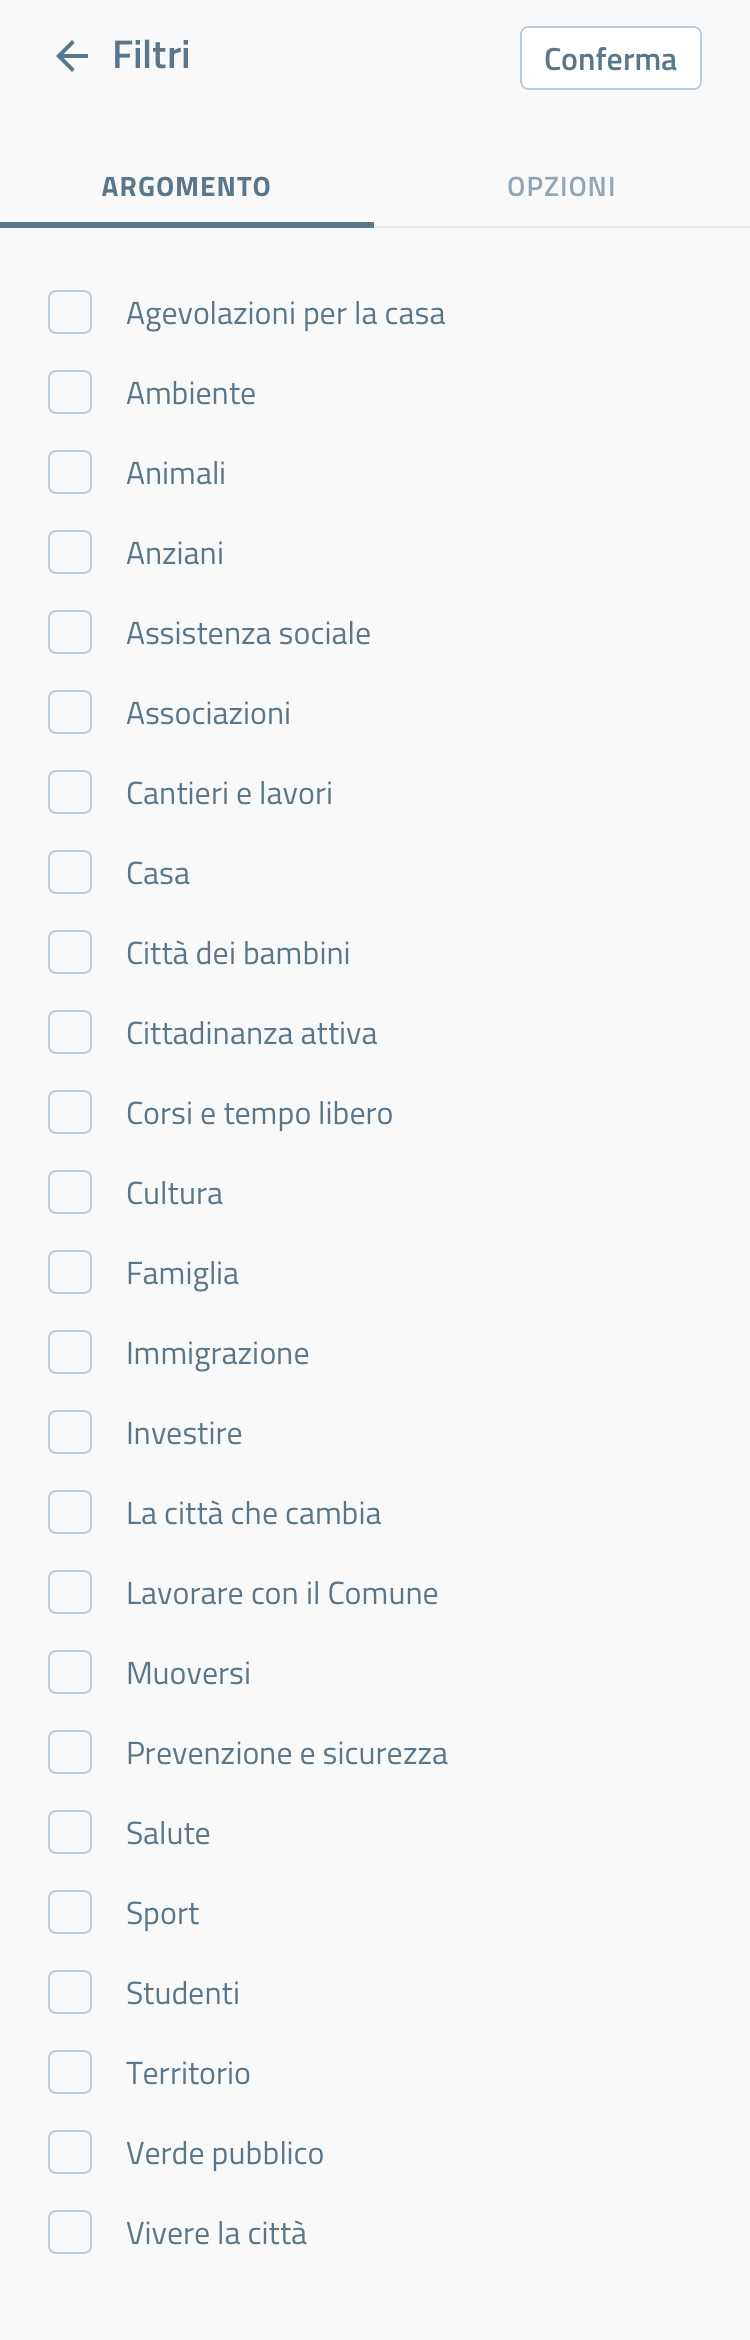 Filtri
Conferma
ARGOMENTO
OPZIONI
Agevolazioni per la casa
Ambiente
Animali
Anziani
Assistenza sociale
Associazioni
Cantieri e lavori
Casa
Città dei bambini
Cittadinanza attiva
Corsi e tempo libero
Cultura
Famiglia
Immigrazione
Investire
La città che cambia
Lavorare con il Comune
Muoversi
Prevenzione e sicurezza
Salute
Sport
Studenti
Territorio
Verde pubblico
Vivere la città